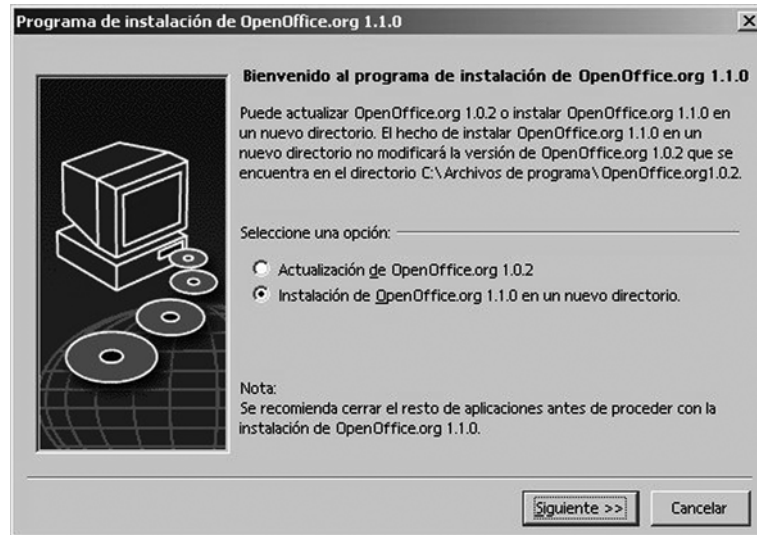 Programa de instalación de OpenOffice.org 1.1.0
Bienvenido al programa de instalación de OpenOffice.org 1.1.0
Puede actualizar OpenOffice.org 1.0.2 o instalar OpenOffice.org 1.1.0 en
un nuevo directorio. El hecho de instalar OpenOffice.org 1.1.0 en un
nuevo directorio no modificará la versión de OpenOffice.org 1.0.2 que se
encuentra en el directorio C:\Archivos de programa\OpenOffice.org1.0.2.
Seleccione una opción:
Actualización de OpenOffice.org 1.0.2
Instalación de OpenOffice.org 1.1.0 en un nuevo directorio.
Nota:
Se recomienda cerrar el resto de aplicaciones antes de proceder con la
instalación de OpenOffice.org 1.1.0.
Siguiente >>
Cancelar